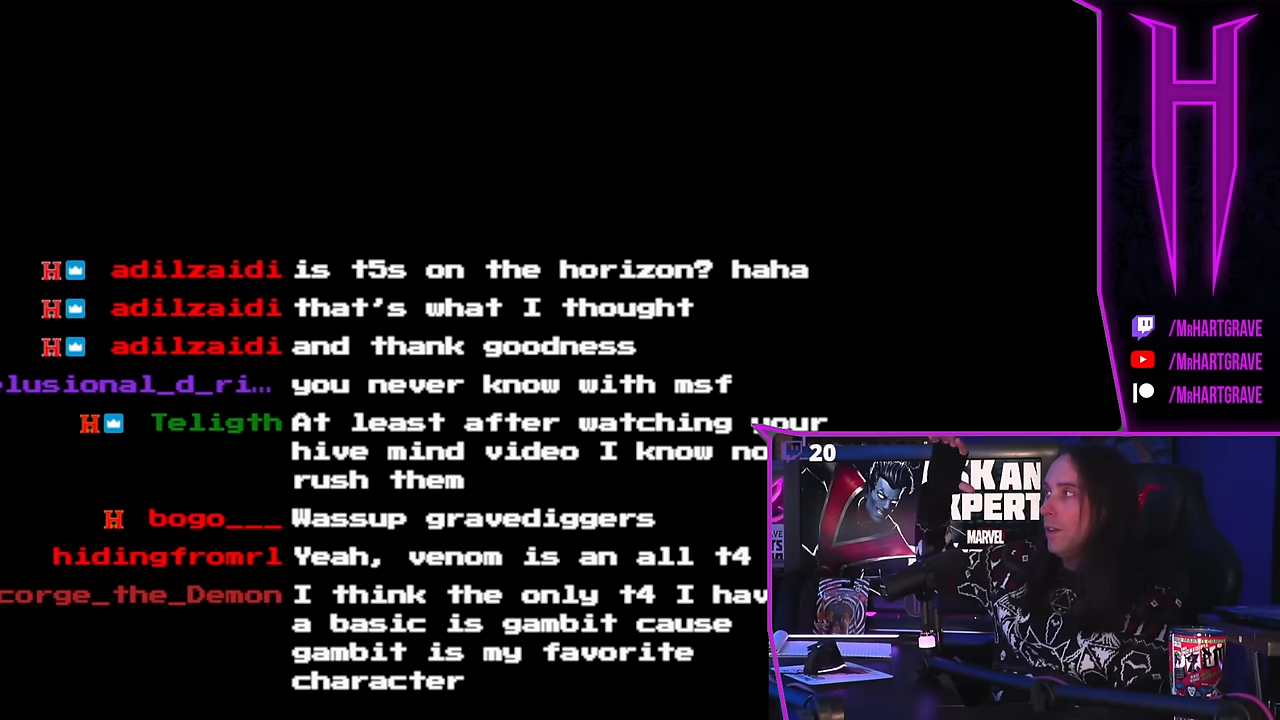 adilzaidi is t5s on the horizon? haha
adilzaidi that's what I thought
adilzaidi and thank goodness
lusional_d_ri... you never know with msf
Teligth At least after watching your
hive mind video I know
rush them
bogo___ Wassup gravediggers
hidingfromrl Yeah, venom is an all t4
corge_the_Demon I think the only t4 I
a basic is gambit cause
gambit is my favorite
character
H
/MRHARTGRAVE
/MRHARTGRAVE
/MRHARTGRAVE
20
SK AN
XPERT
MARVEL